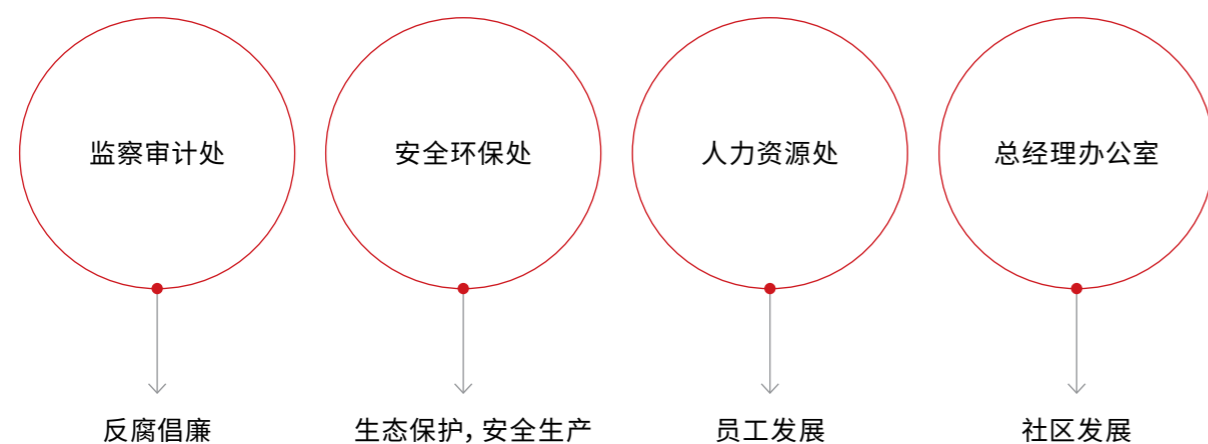 监察审计处
安全环保处
人力资源处
总经理办公室
反腐倡廉
生态保护，安全生产
员工发展
社区发展